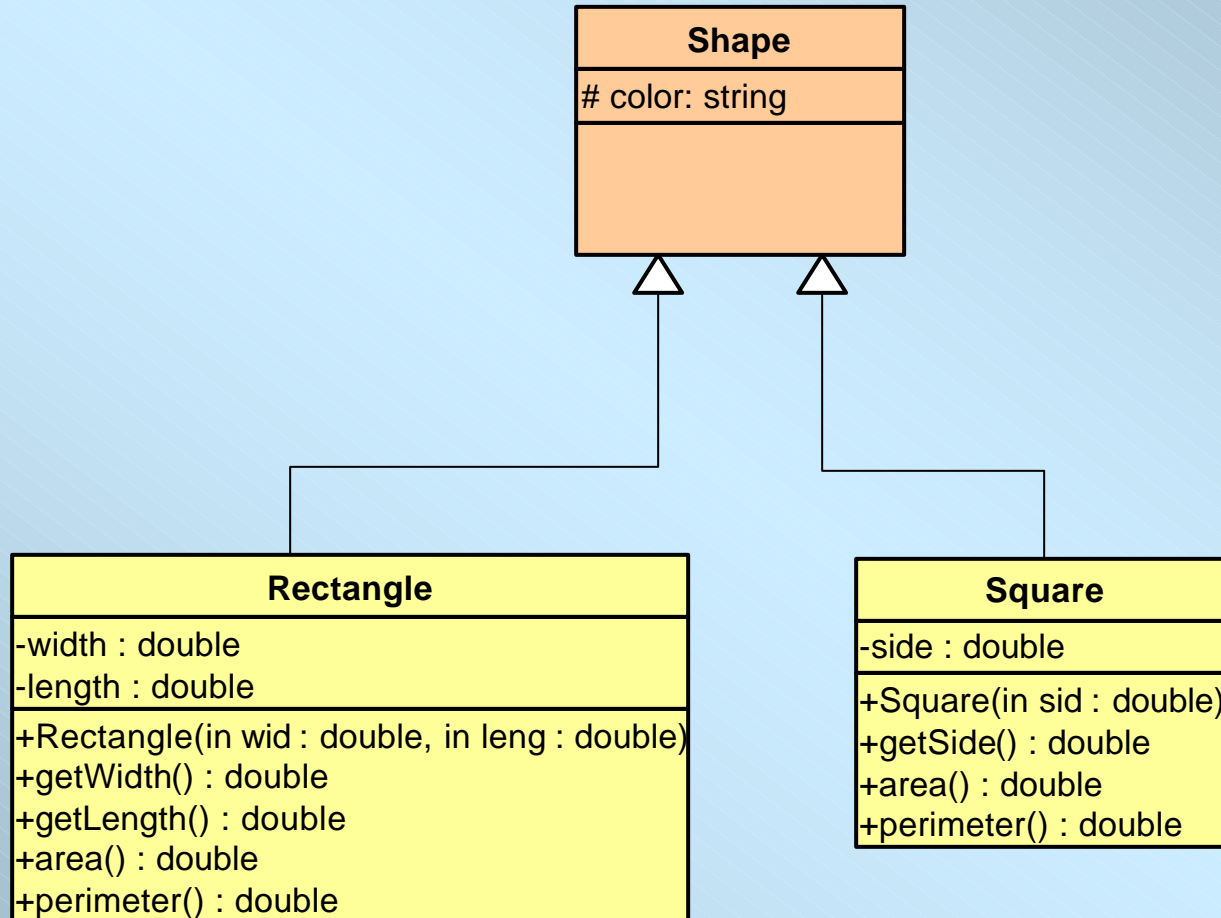 Shape
# color: string
Rectangle
-width : double
-length : double
+Rectangle(in wid : double, in leng : double)
+getWidth() : double
+getLength() : double
+area() : double
+perimeter() : double
Square
-side : double
+Square(in sid : double)
+getSide() : double
+area() : double
+perimeter() : double